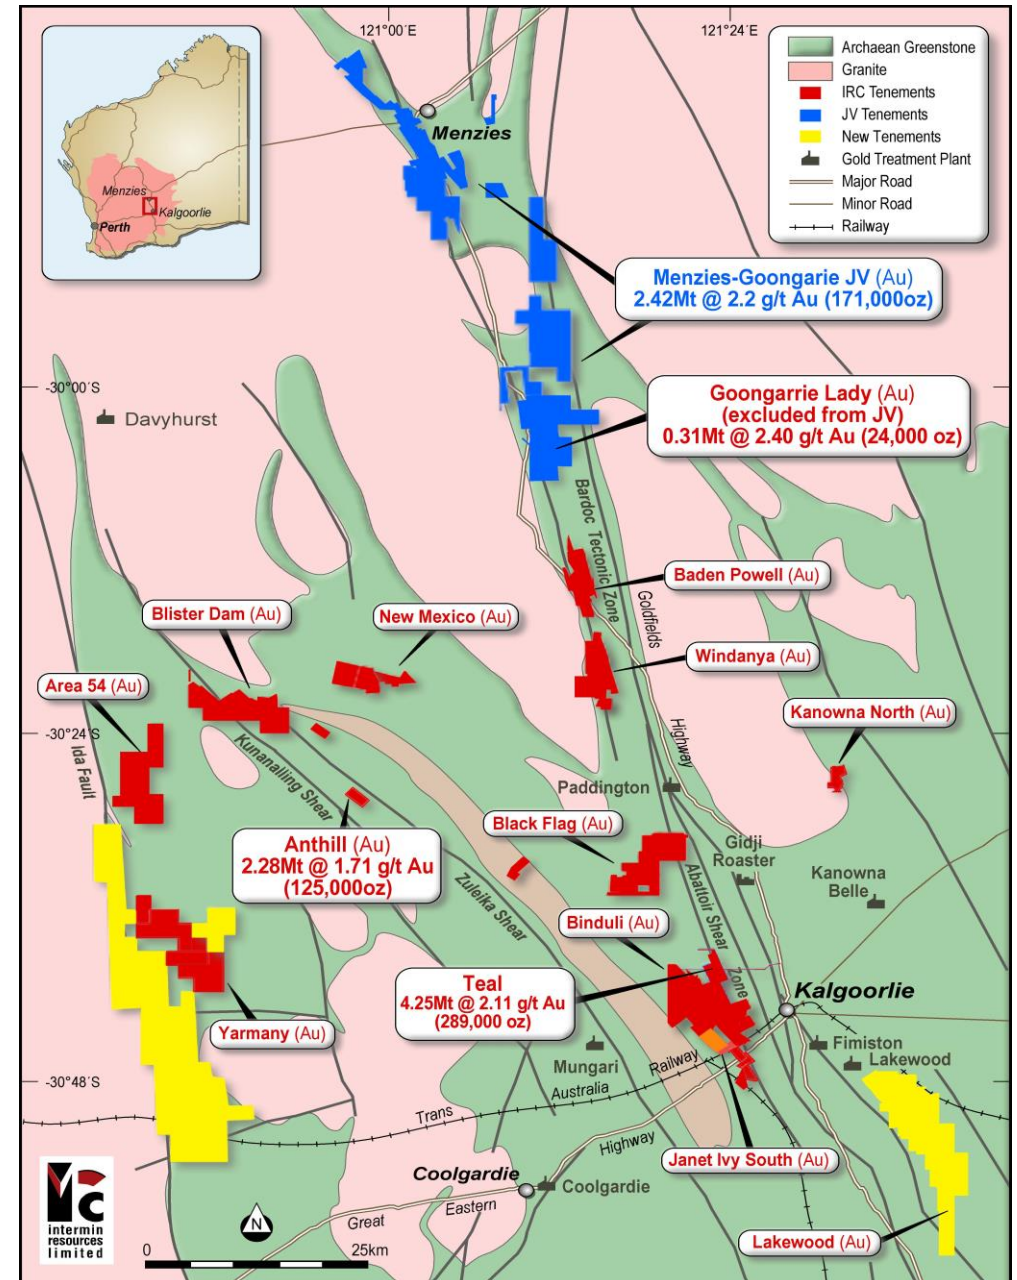 121°00´E
121°24´E
Archaean Greenstone
Granite
IRC Tenements
JV Tenements
New Tenements
Gold Treatment Plant
Major Road
Minor Road
Railway
Menzies
Kalgoorlie
Perth
Menzies
Menzies-Goongarie JV (Au)
2.42Mt @ 2.2 g/t Au (171,000oz)
-30°00´S
Davyhurst
Goongarrie Lady (Au)
(excluded from JV)
0.31Mt @ 2.40 g/t Au (24,000 oz)
Bardoc Tectonic Zone
Baden Powell (Au)
Goldfields
Highway
Blister Dam (Au)
New Mexico (Au)
Windanya (Au)
Area 54 (Au)
Kanowna North (Au)
-30°24´S
Ida Fault
Kunanalling Shear
Paddington
Black Flag (Au)
Anthill (Au)
2.28Mt @ 1.71 g/t Au
(125,000oz)
Gidji
Roaster
Kanowna
Belle
Zuleika Shear
Abattoir Shear
Zone
Binduli (Au)
Teal
4.25Mt @ 2.11 g/t Au
(289,000 oz)
Kalgoorlie
Yarmany (Au)
Mungari
Fimiston
Lakewood
-30°48´S
Trans
Australia
Railway
Highway
Janet Ivy South (Au)
Coolgardie
Coolgardie
Great
Eastern
Lakewood (Au)
intermin
resources
limited
N
0
25km